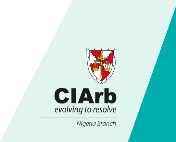 CIArb
evolving to resolve
Nigeria Branch